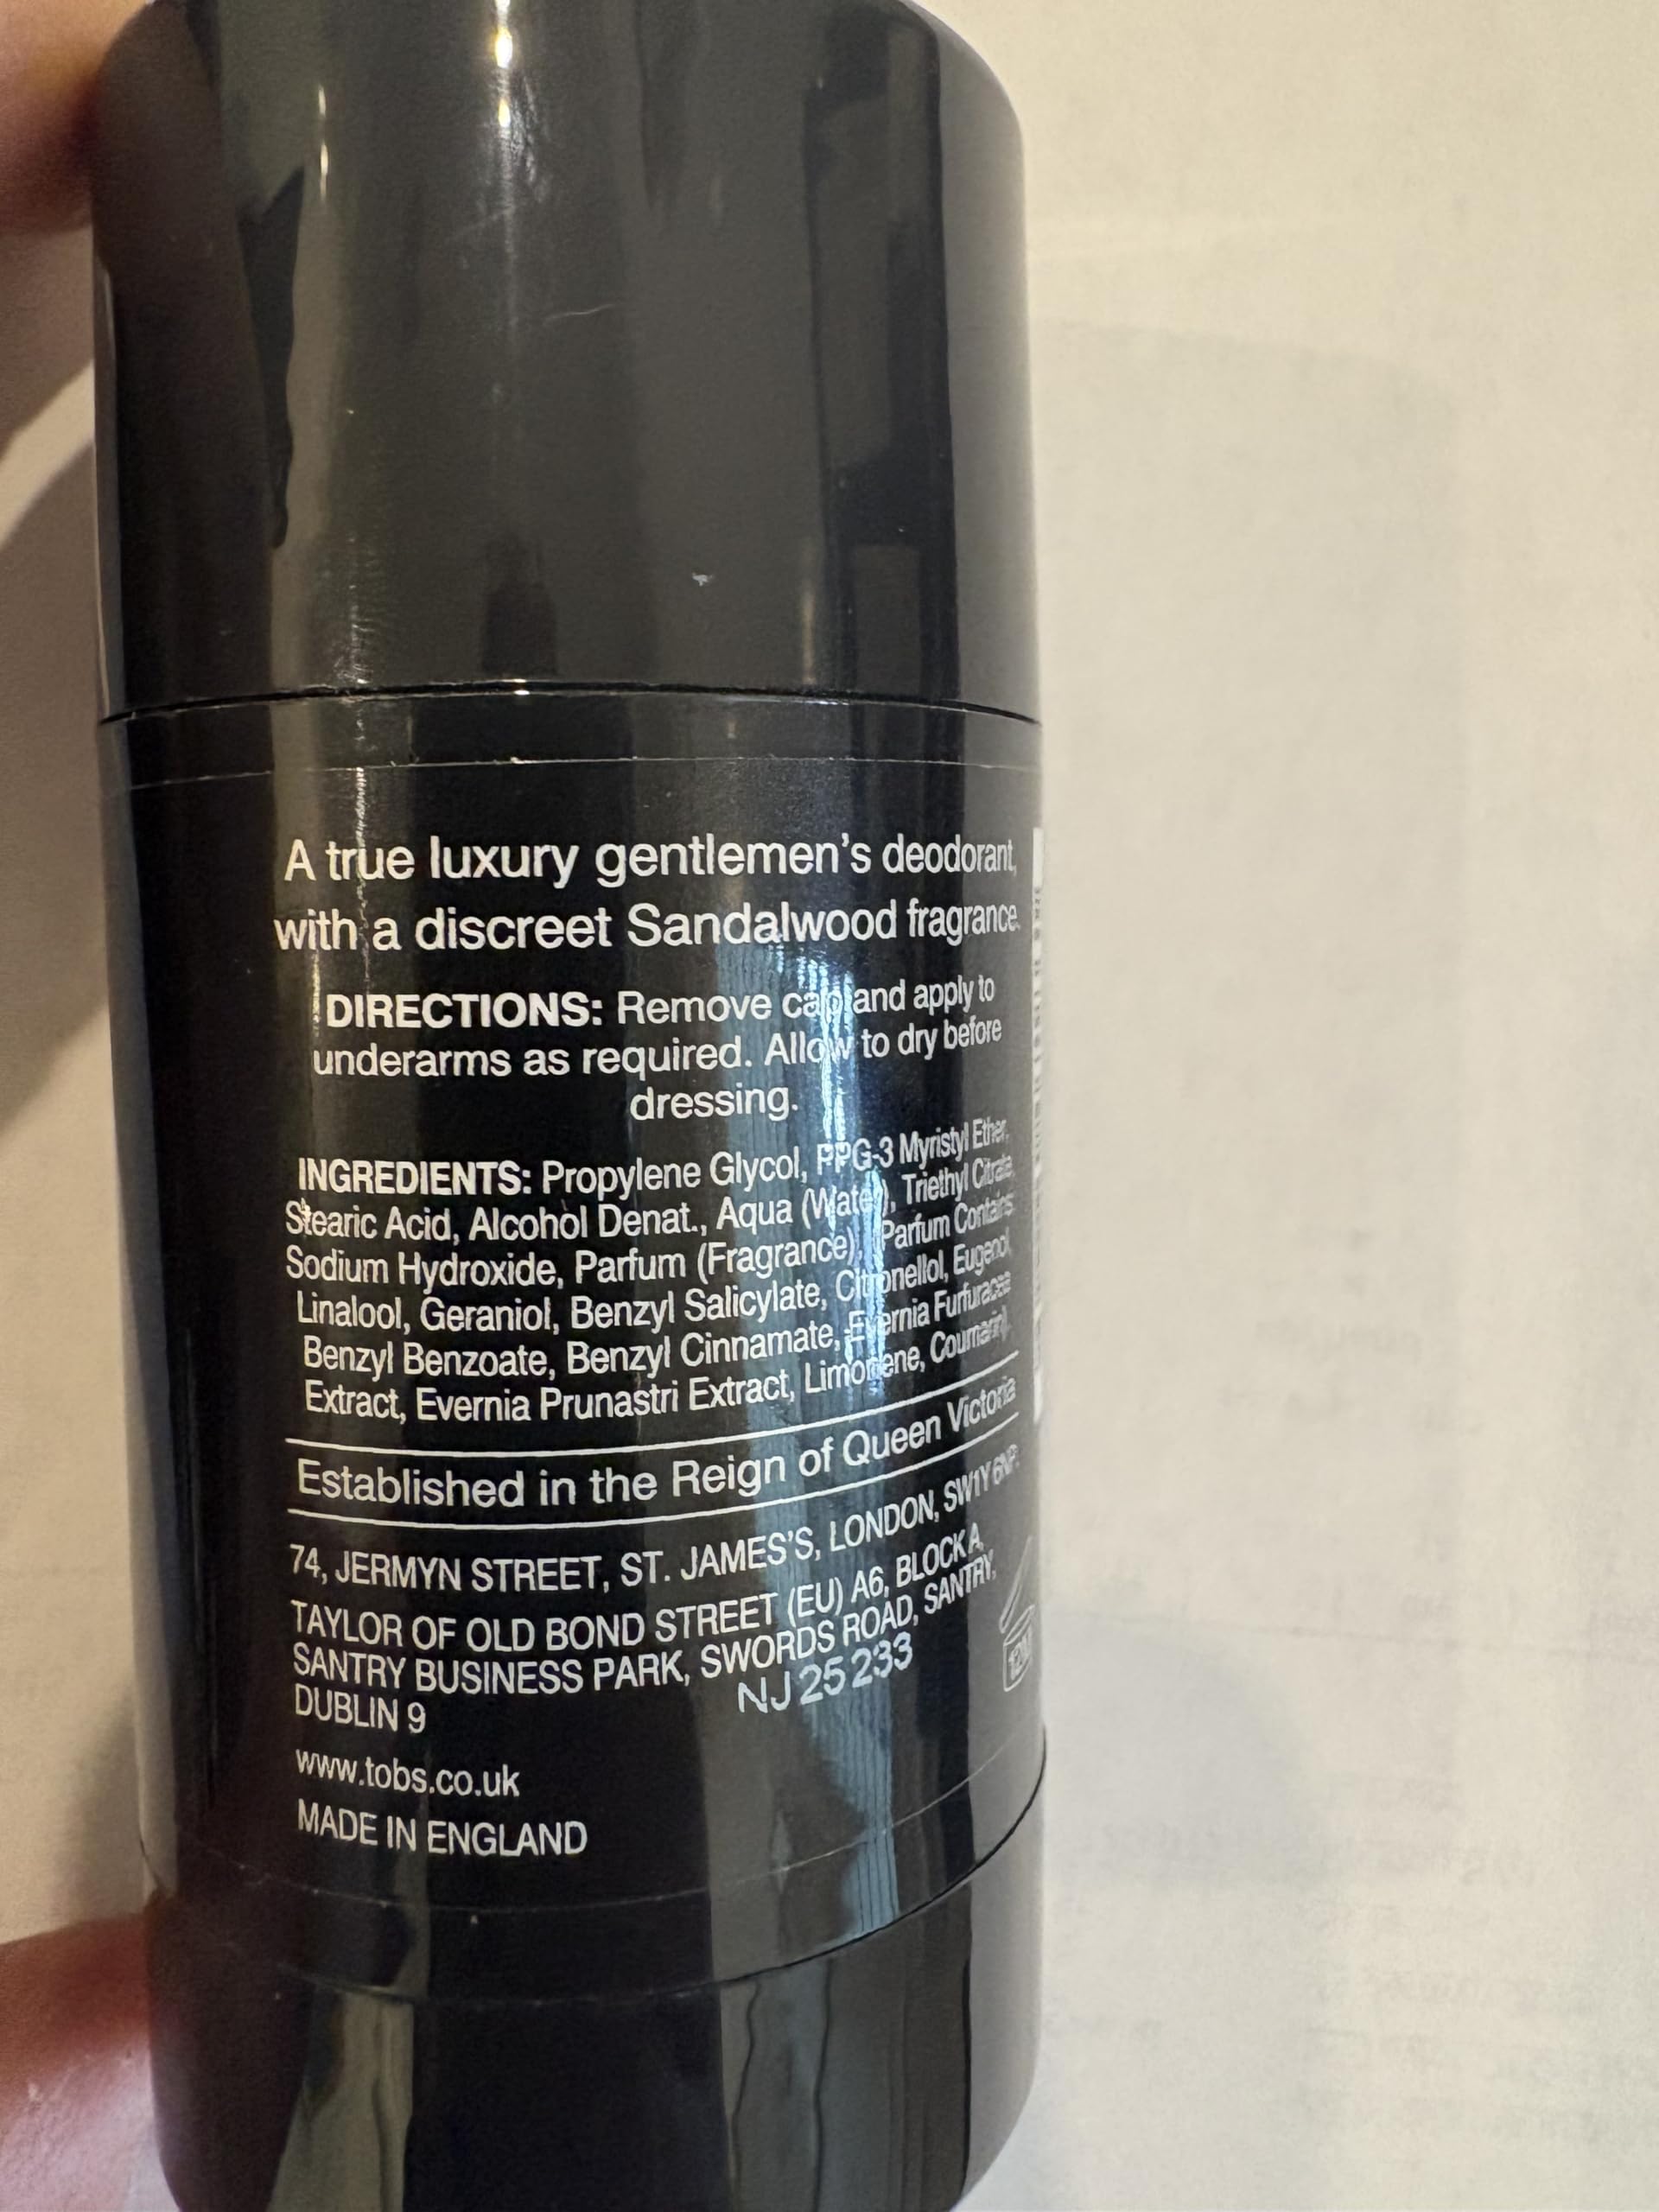 A true luxury gentlemen's deodorant,
with a discreet Sandalwood fragrance.
DIRECTIONS: Remove cap and apply to
underarms as required. Allow to dry before
dressing.
INGREDIENTS: Propylene Glycol, PPG-3 Myristyl Ether,
Stearic Acid, Alcohol Denat., Aqua (Water), Triethyl Citrate,
Sodium Hydroxide, Parfum (Fragrance), (Parfum Contains:
Linalool, Geraniol, Benzyl Salicylate, Citronellol, Eugenol,
Benzyl Benzoate, Benzyl Cinnamate, Evernia Furfuracea
Extract, Evernia Prunastri Extract, Limonene, Coumarin).
Established in the Reign of Queen Victoria
74, JERMYN STREET, ST. JAMES'S, LONDON, SW1Y 6NP.
TAYLOR OF OLD BOND STREET (EU) A6, BLOCK A,
SANTRY BUSINESS PARK, SWORDS ROAD, SANTRY,
DUBLIN 9
NJ 25 233
12M
www.tobs.co.uk
MADE IN ENGLAND